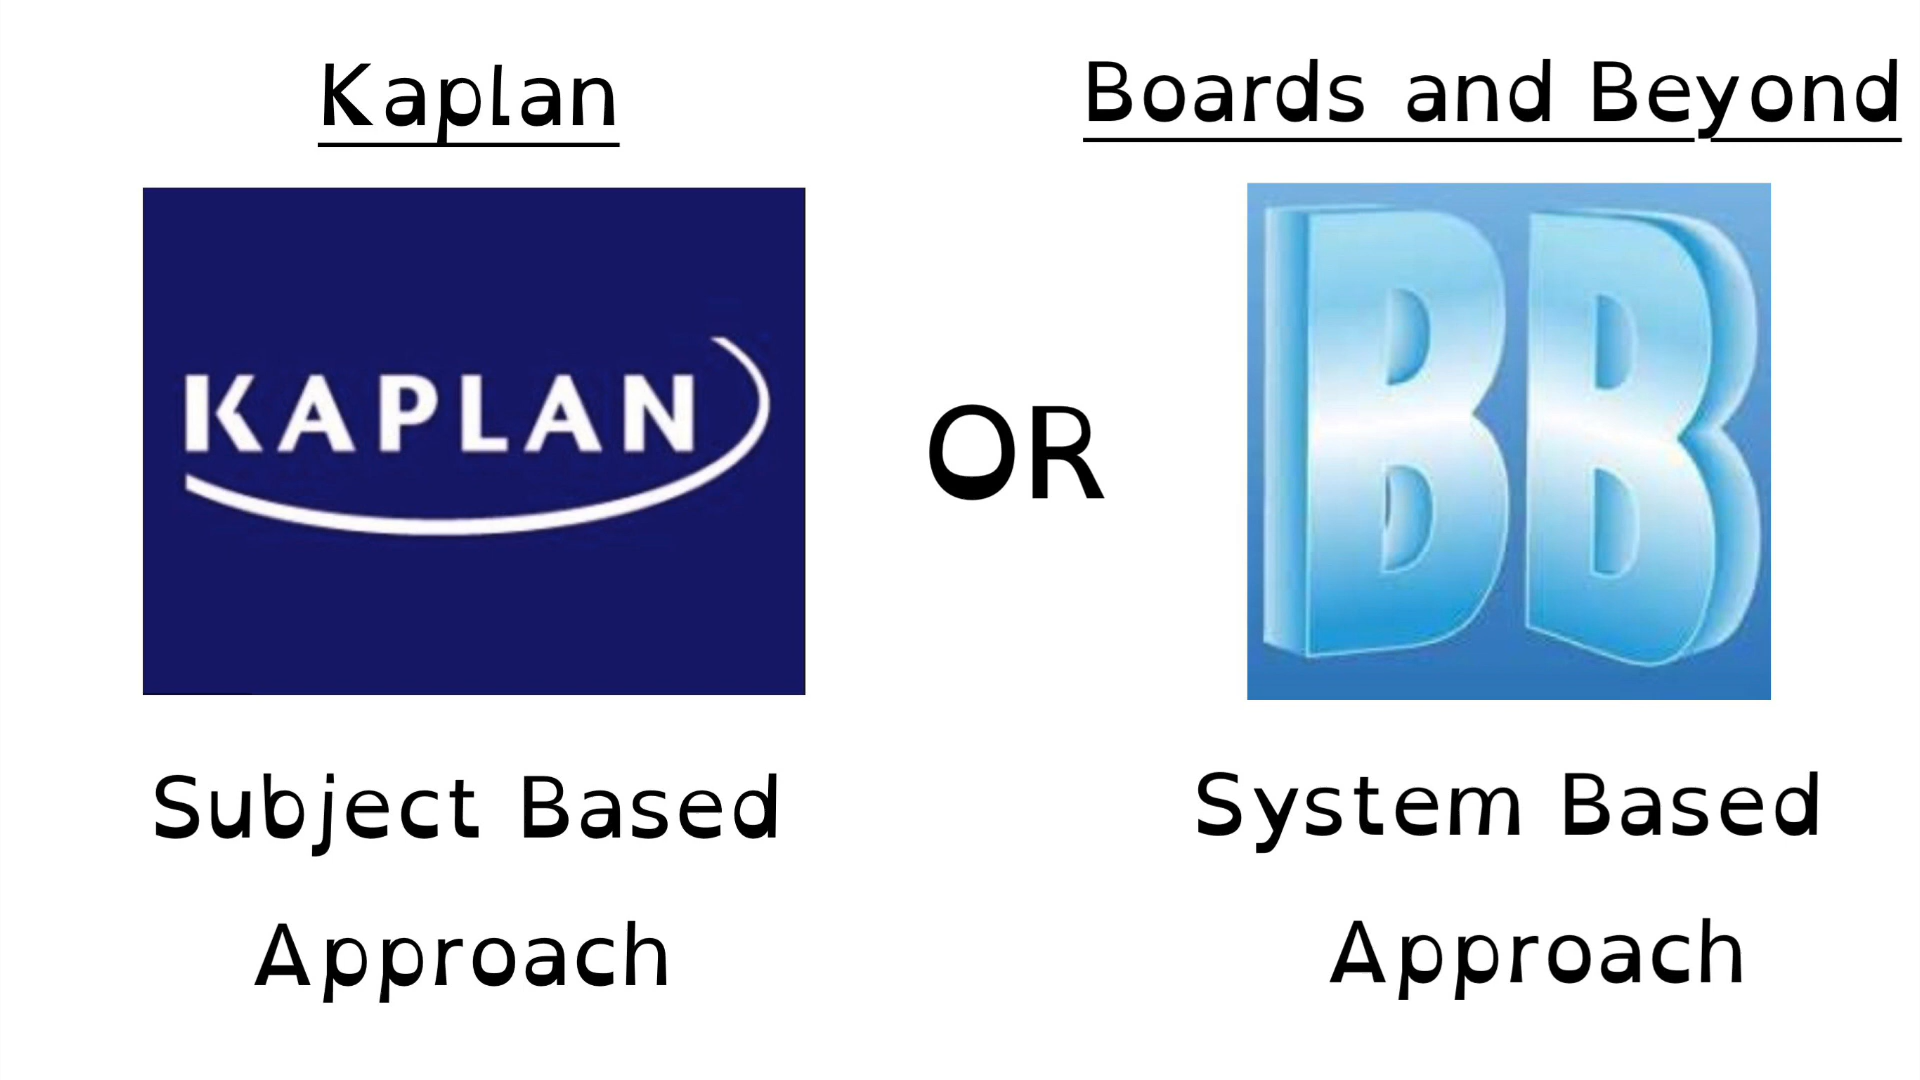 Kaplan
Boards and Beyond
KAPLAN
OR
BB
Subject Based
Approach
System Based
Approach